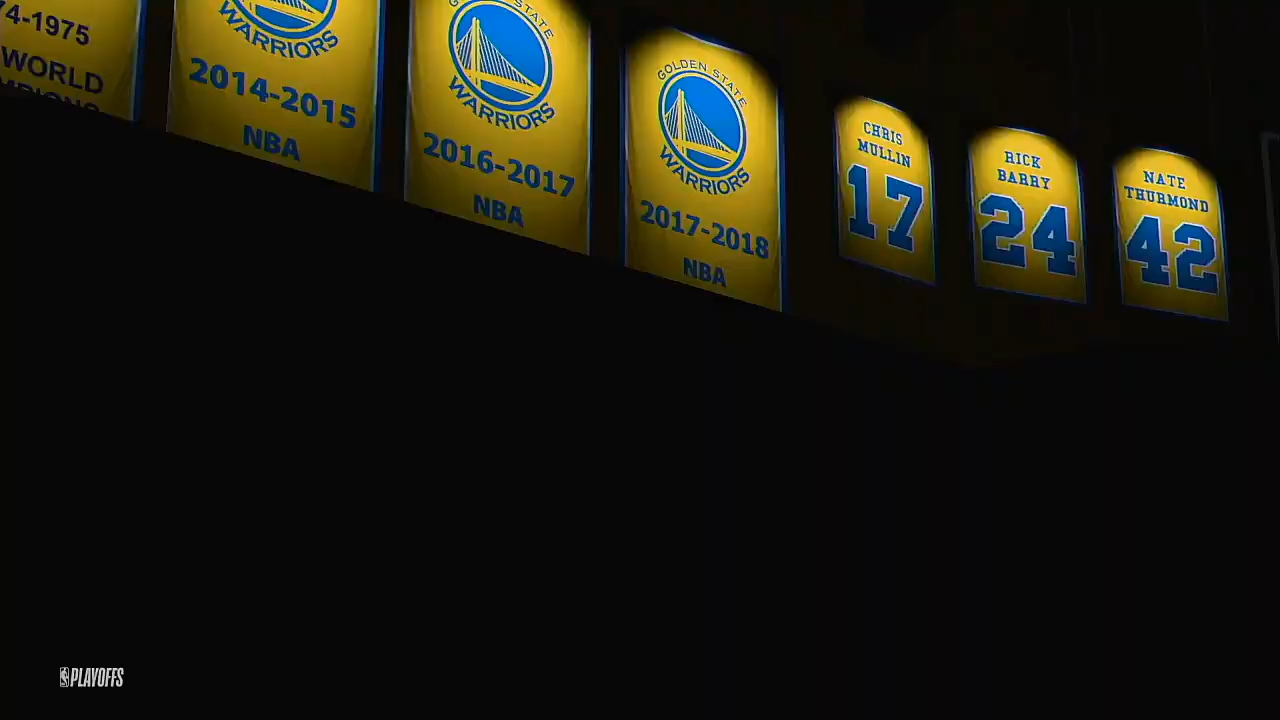 74-1975
WORLD
WARRIORS
2014-2015
NBA
GOLDEN STATE
WARRIORS
2016-2017
NBA
GOLDEN STATE
WARRIORS
2017-2018
NBA
CHRIS
MULLIN
17
RICK
BARRY
24
NATE
THURMOND
42
PLAYOFFS